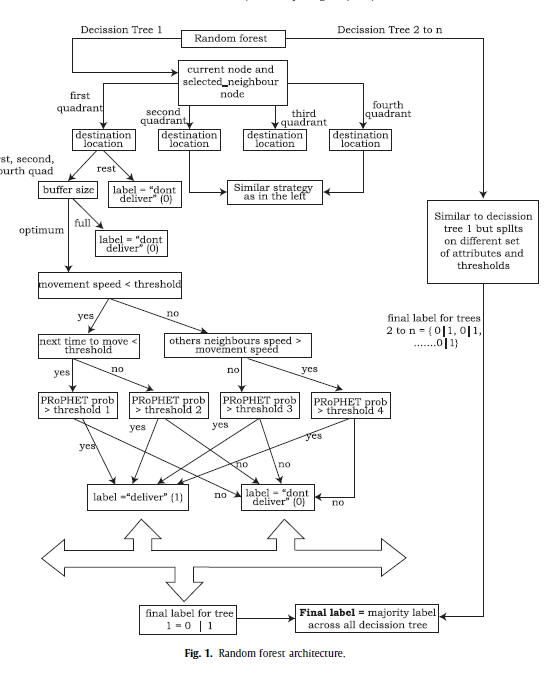 Decission Tree 1
Random forest
Decission Tree 2 to n
current node and
selected_neighbour
node
first
quadrant
second
quadrant
third
quadrant
fourth
quadrant
destination
location
destination
location
destination
location
destination
location
st, second,
ourth quad
rest
buffer size
label = “dont
deliver” (0)
Similar strategy
as in the left
optimum
full
label = “dont
deliver” (0)
Similar to decission
tree 1 but spllts
on different set
of attributes and
thresholds
movement speed < threshold
yes
no
final label for trees
2 to n = { 0|1, 0|1,
.......0|1}
next time to move <
threshold
others neighbours speed >
movement speed
yes
no
no
yes
PRoPHET prob
> threshold 1
PRoPHET prob
> threshold 2
PRoPHET prob
> threshold 3
PRoPHET prob
> threshold 4
yes
yes
yes
yes
no
no
no
no
label =“deliver” (1)
label = “dont
deliver” (0)
final label for tree
1 = 0 | 1
Final label = majority label
across all decission tree
Fig. 1. Random forest architecture.